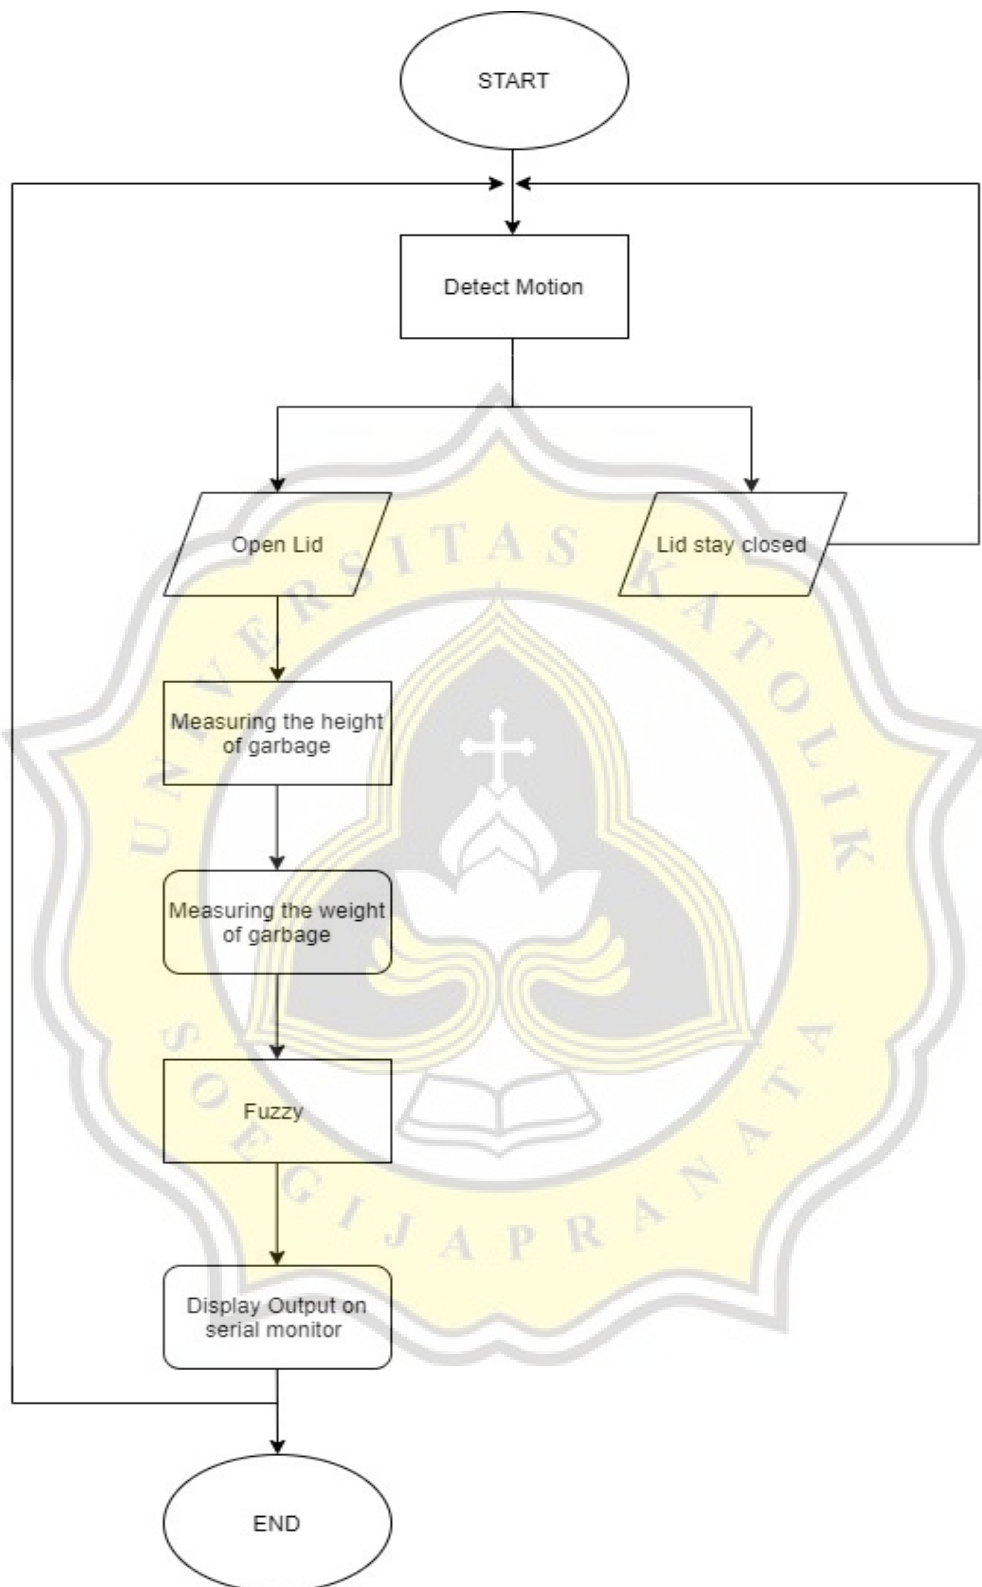 START
Detect Motion
Open Lid
Lid stay closed
Measuring the height
of garbage
Measuring the weight
of garbage
Fuzzy
Display Output on
serial monitor
END
UNIVERSITAS KATOLIK
SOEGIJAPRANATA